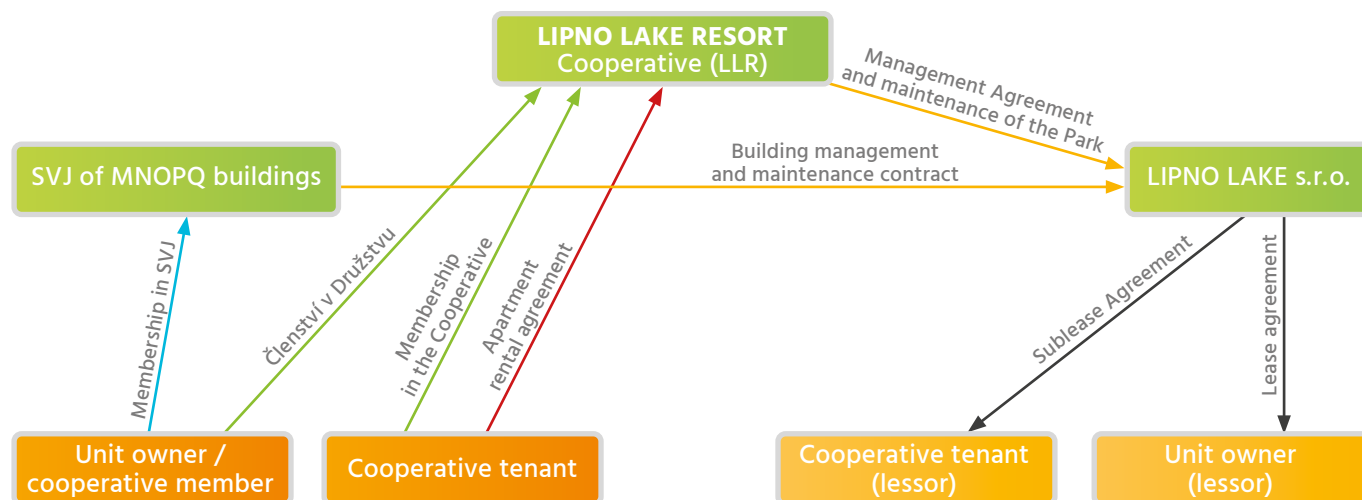 LIPNO LAKE RESORT
Cooperative (LLR)
Management Agreement
and maintenance of the Park
SVJ of MNOPQ buildings
Building management
and maintenance contract
LIPNO LAKE s.r.o.
Membership in SVJ
Členství v Družstvu
Membership
in the Cooperative
Apartment
rental agreement
Sublease Agreement
Lease agreement
Unit owner /
cooperative member
Cooperative tenant
Cooperative tenant
(lessor)
Unit owner
(lessor)